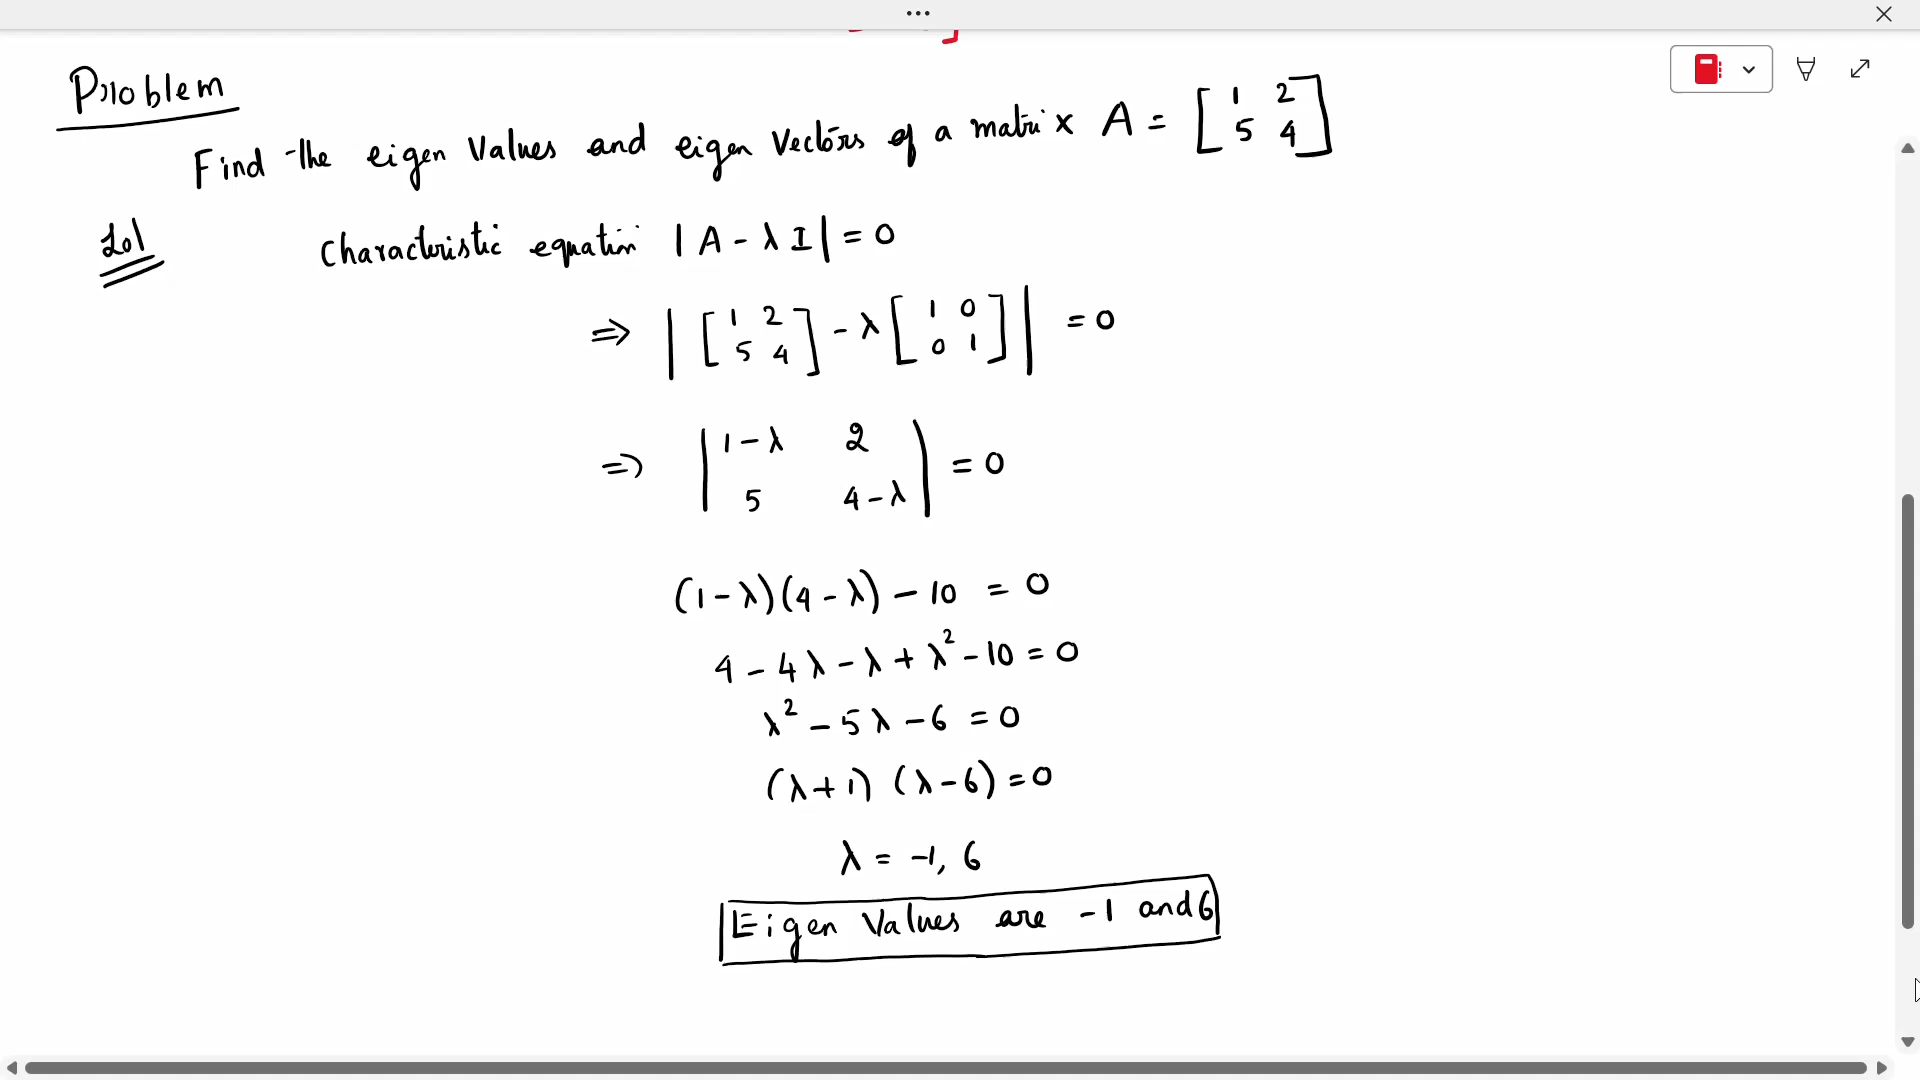 Problem
Find the eigen Values and eigen Vectors of a matrix A = [1 2; 5 4]
Sol
Characteristic equation |A - λI| = 0
⇒ |[1 2; 5 4] - λ[1 0; 0 1]| = 0
⇒ |1-λ 2; 5 4-λ| = 0
(1-λ)(4-λ) - 10 = 0
4 - 4λ - λ + λ² - 10 = 0
λ² - 5λ - 6 = 0
(λ+1) (λ-6) = 0
λ = -1, 6
Eigen Values are -1 and 6